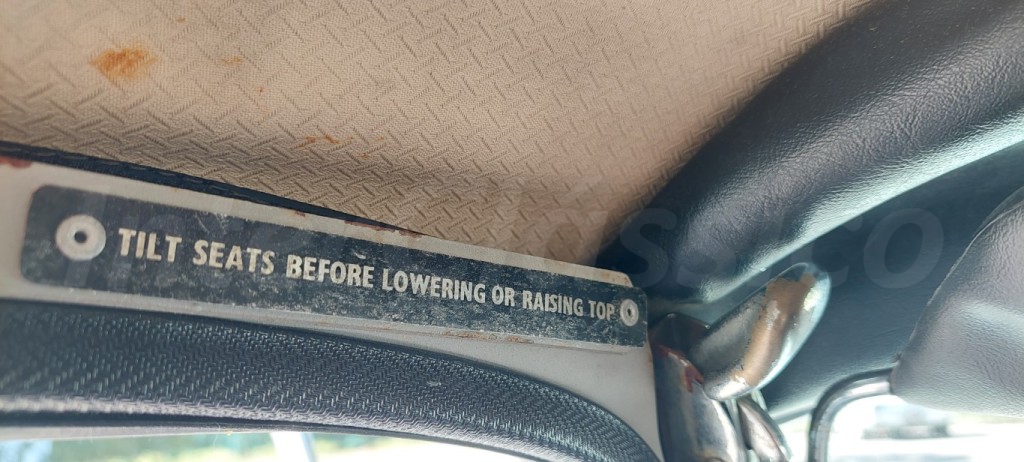 TILT SEATS BEFORE LOWERING OR RAISING TOP